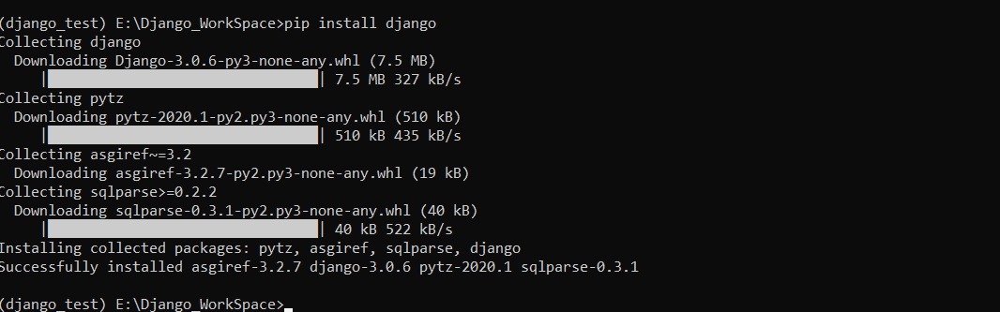 (django_test) E:\Django_WorkSpace>pip install django
Collecting django
  Downloading Django-3.0.6-py3-none-any.whl (7.5 MB)
     |████████████████████████████████| 7.5 MB 327 kB/s
Collecting pytz
  Downloading pytz-2020.1-py2.py3-none-any.whl (510 kB)
     |████████████████████████████████| 510 kB 435 kB/s
Collecting asgiref~=3.2
  Downloading asgiref-3.2.7-py2.py3-none-any.whl (19 kB)
Collecting sqlparse>=0.2.2
  Downloading sqlparse-0.3.1-py2.py3-none-any.whl (40 kB)
     |████████████████████████████████| 40 kB 522 kB/s
Installing collected packages: pytz, asgiref, sqlparse, django
Successfully installed asgiref-3.2.7 django-3.0.6 pytz-2020.1 sqlparse-0.3.1
(django_test) E:\Django_WorkSpace>